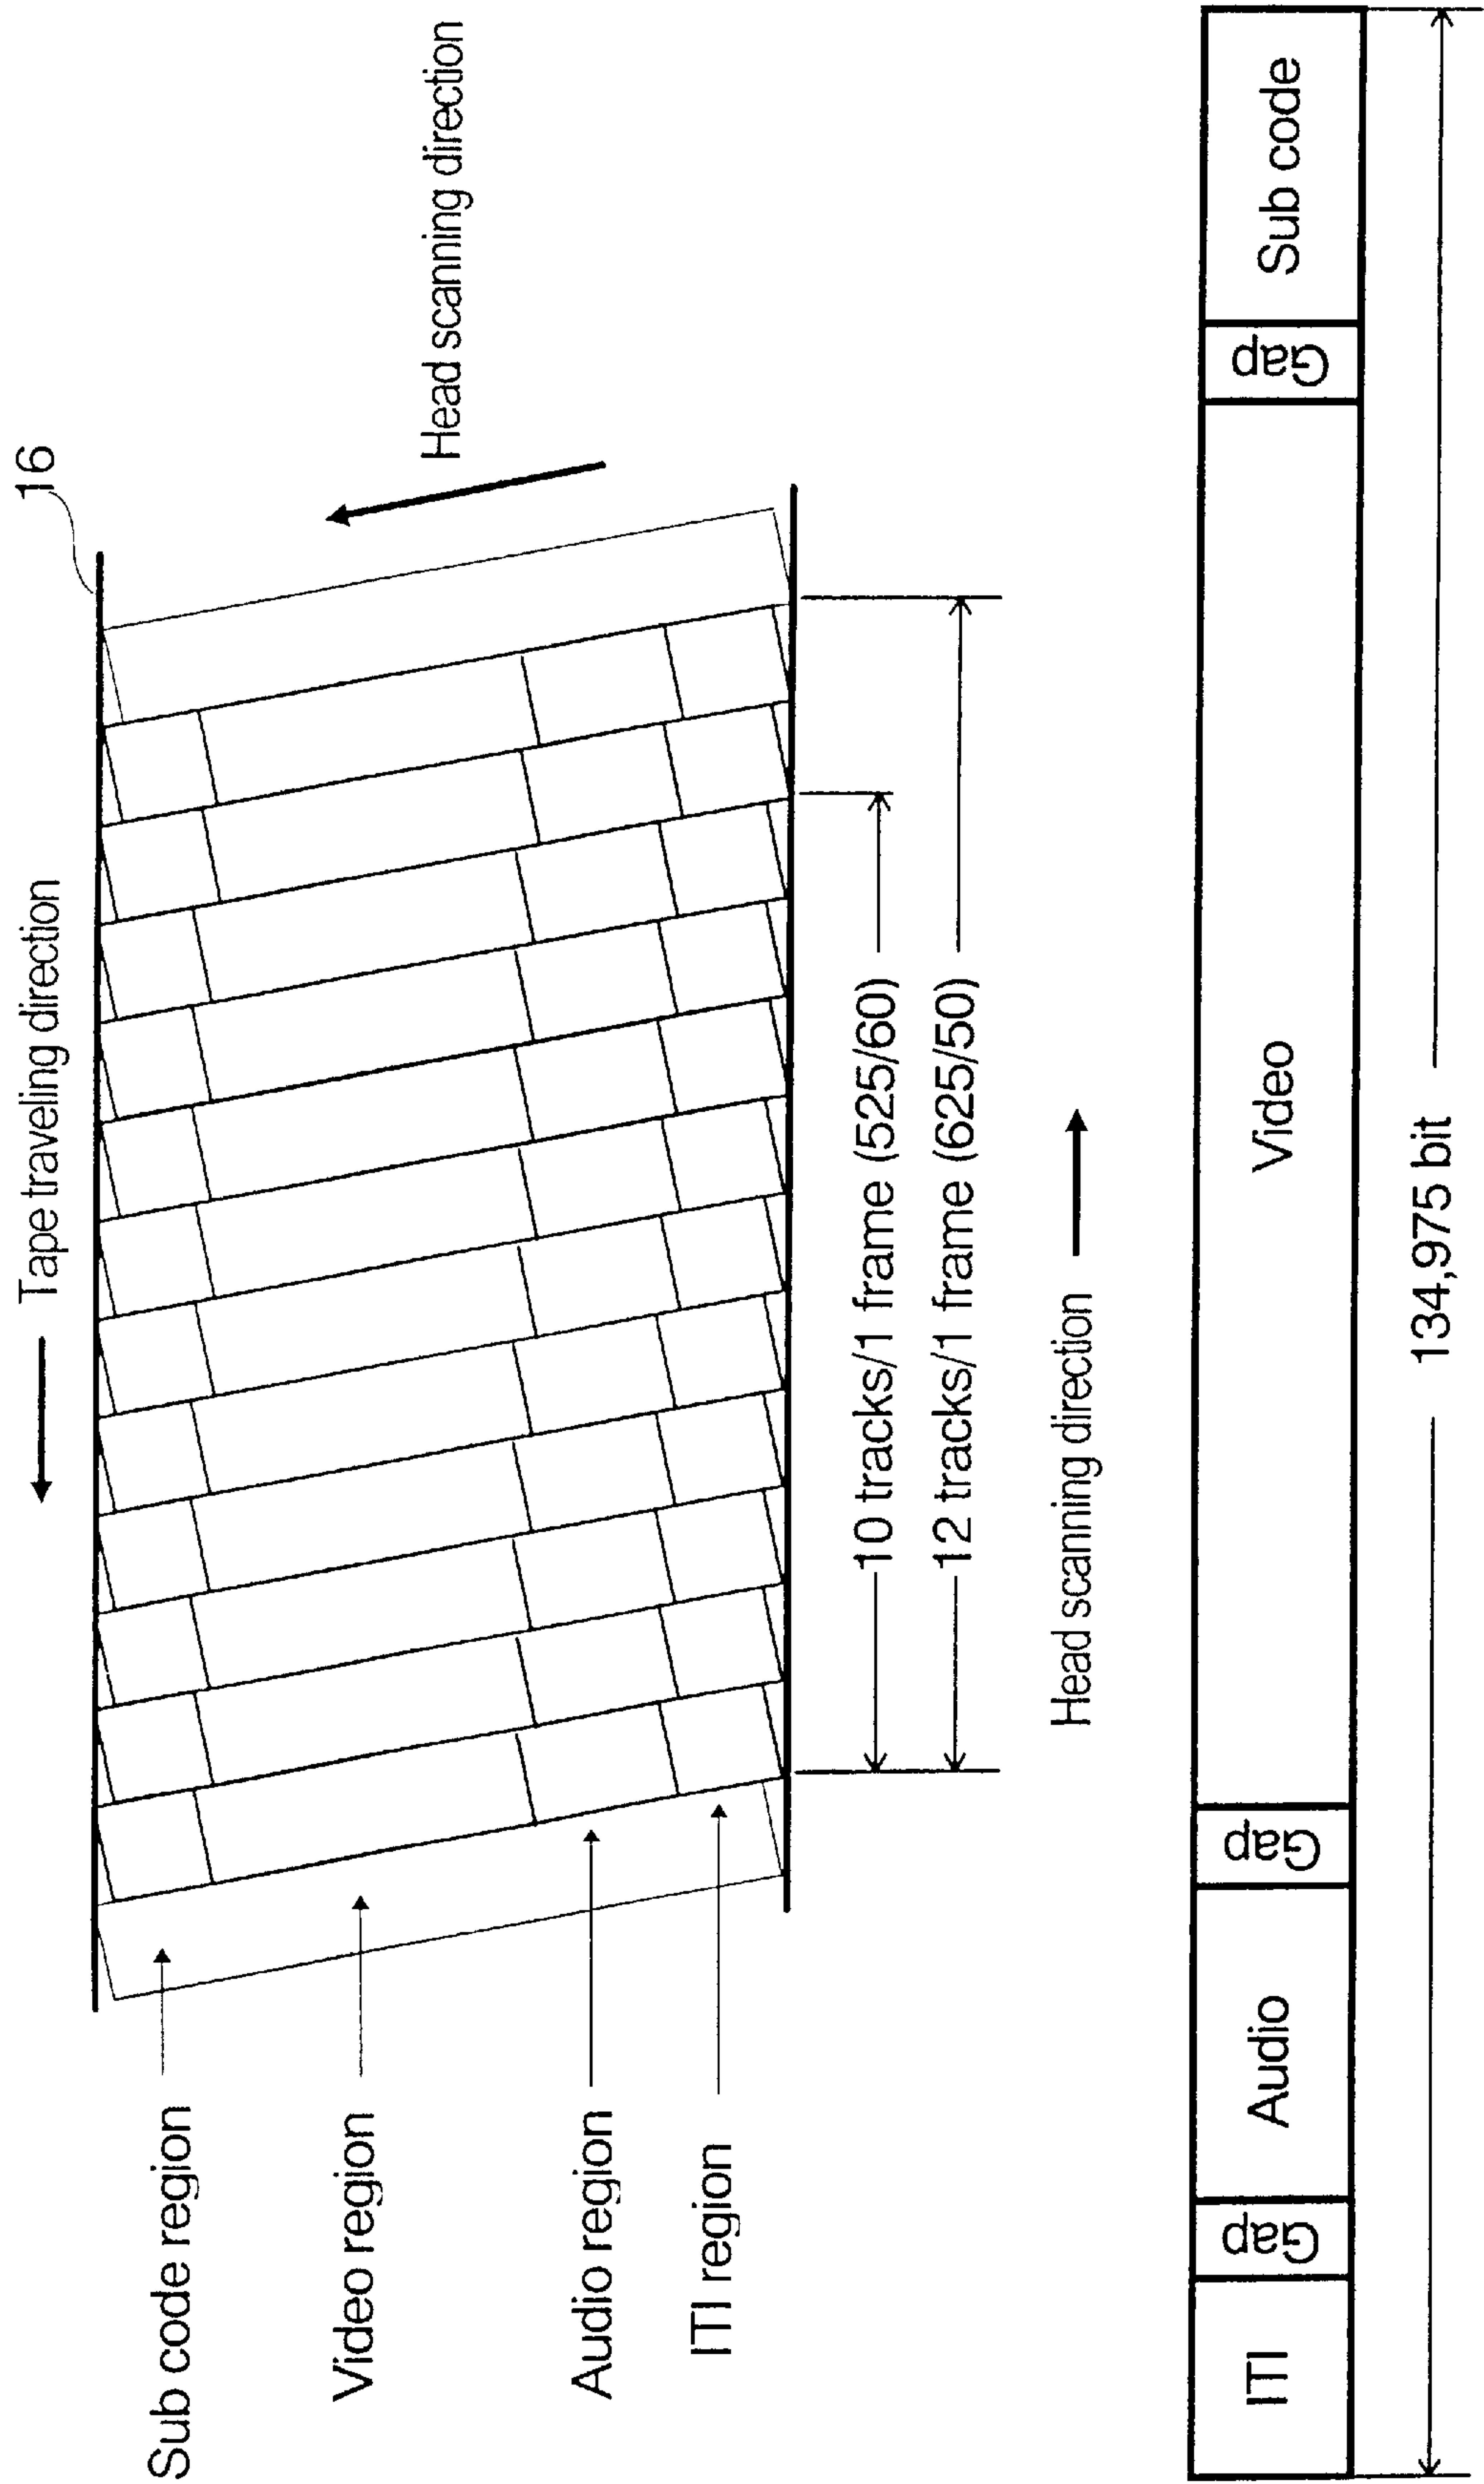 Tape traveling direction
16
Head scanning direction
Sub code region
Video region
Audio region
ITI region
10 tracks/1 frame (525/60)
12 tracks/1 frame (625/50)
Head scanning direction
ITI
Gap
Audio
Gap
Video
Gap
Sub code
134,975 bit